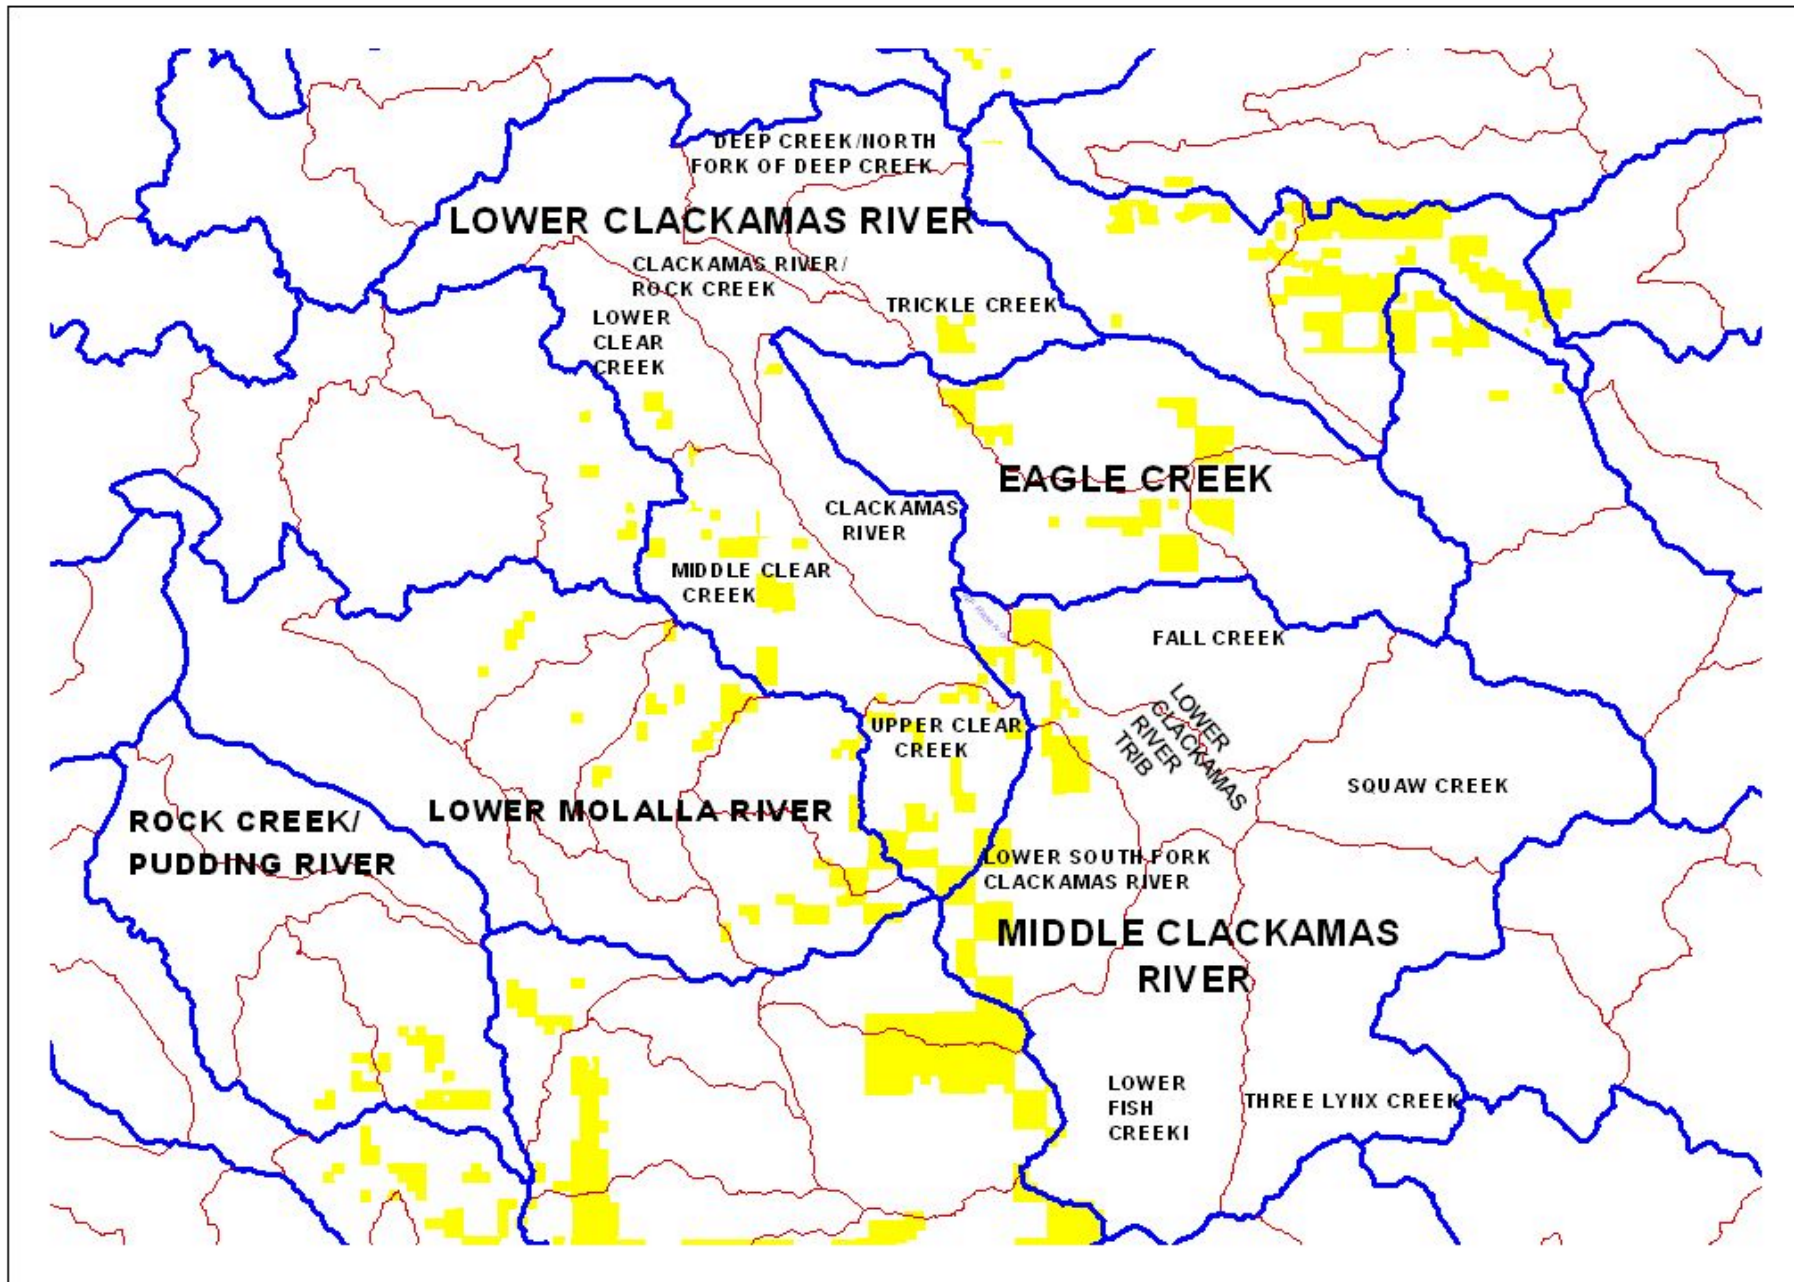 DEEP CREEK/NORTH
FORK OF DEEP CREEK
LOWER CLACKAMAS RIVER
CLACKAMAS RIVER/
ROCK CREEK
TRICKLE CREEK
LOWER
CLEAR
CREEK
EAGLE CREEK
CLACKAMAS
RIVER
MIDDLE CLEAR
CREEK
FALL CREEK
LOWER
CLACKAMAS
RIVER
TRIB
UPPER CLEAR
CREEK
SQUAW CREEK
LOWER MOLALLA RIVER
ROCK CREEK/
PUDDING RIVER
LOWER SOUTH FORK
CLACKAMAS RIVER
MIDDLE CLACKAMAS
RIVER
LOWER
FISH
CREEKI
THREE LYNX CREEK